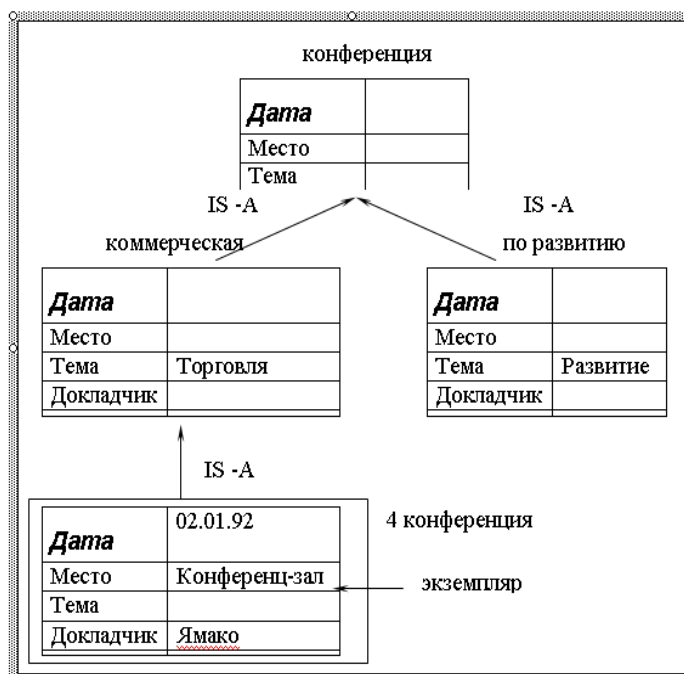 конференция
Дата
Место
Тема
IS -A IS -A
коммерческая по развитию
Дата
Место
Тема Торговля
Докладчик
Дата
Место
Тема Развитие
Докладчик
IS -A
4 конференция
Дата 02.01.92
Место Конференц-зал
Тема
Докладчик Ямако
экземпляр